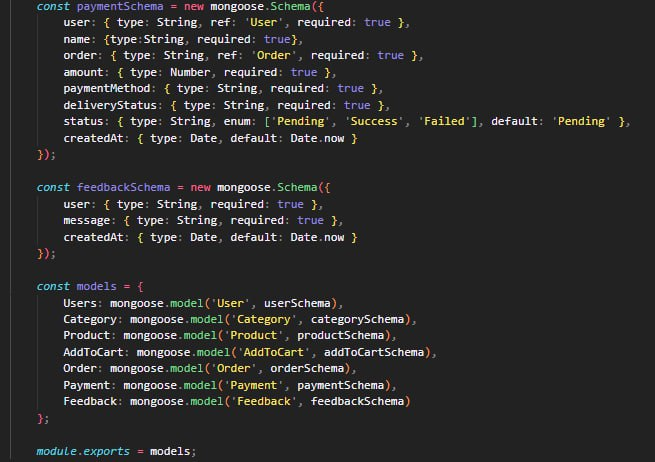 const paymentSchema = new mongoose.Schema({
user: { type: String, ref: 'User', required: true },
name: {type:String, required: true},
order: { type: String, ref: 'Order', required: true },
amount: { type: Number, required: true },
paymentMethod: { type: String, required: true },
deliveryStatus: { type: String, required: true },
status: { type: String, enum: ['Pending', 'Success', 'Failed'], default: 'Pending' },
createdAt: { type: Date, default: Date.now }
});
const feedbackSchema = new mongoose.Schema({
user: { type: String, required: true },
message: { type: String, required: true },
createdAt: { type: Date, default: Date.now }
});
const models = {
Users: mongoose.model('User', userSchema),
Category: mongoose.model('Category', categorySchema),
Product: mongoose.model('Product', productSchema),
AddToCart: mongoose.model('AddToCart', addToCartSchema),
Order: mongoose.model('Order', orderSchema),
Payment: mongoose.model('Payment', paymentSchema),
Feedback: mongoose.model('Feedback', feedbackSchema)
};
module.exports = models;